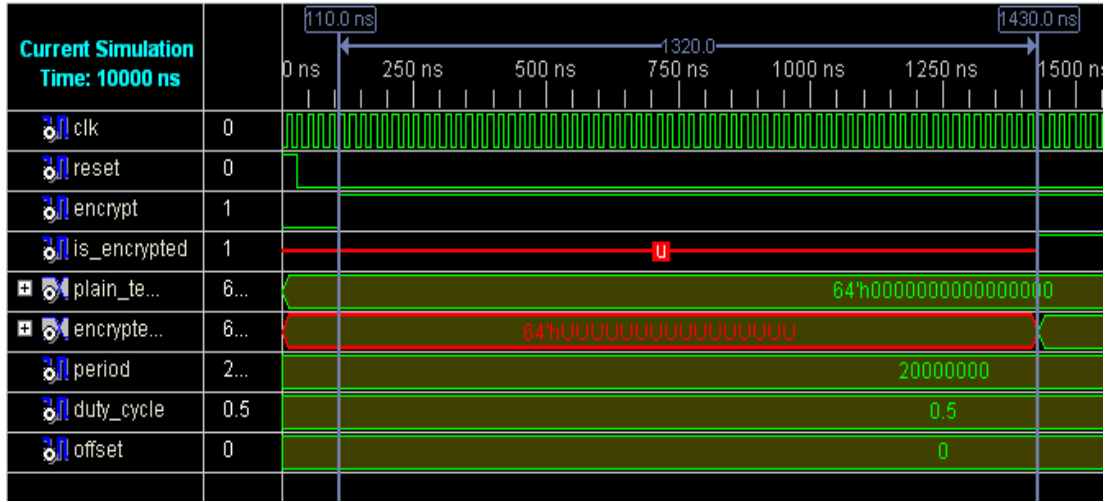 110.0 ns 1430.0 ns
Current Simulation
Time: 10000 ns
1320.0
0 ns 250 ns 500 ns 750 ns 1000 ns 1250 ns 1500 ns
clk 0
reset 0
encrypt 1
is_encrypted 1
U
plain_te... 6... 64'h0000000000000000
encrypte... 6... 64'hUUUUUUUUUUUUUUUU
period 2... 20000000
duty_cycle 0.5 0.5
offset 0 0